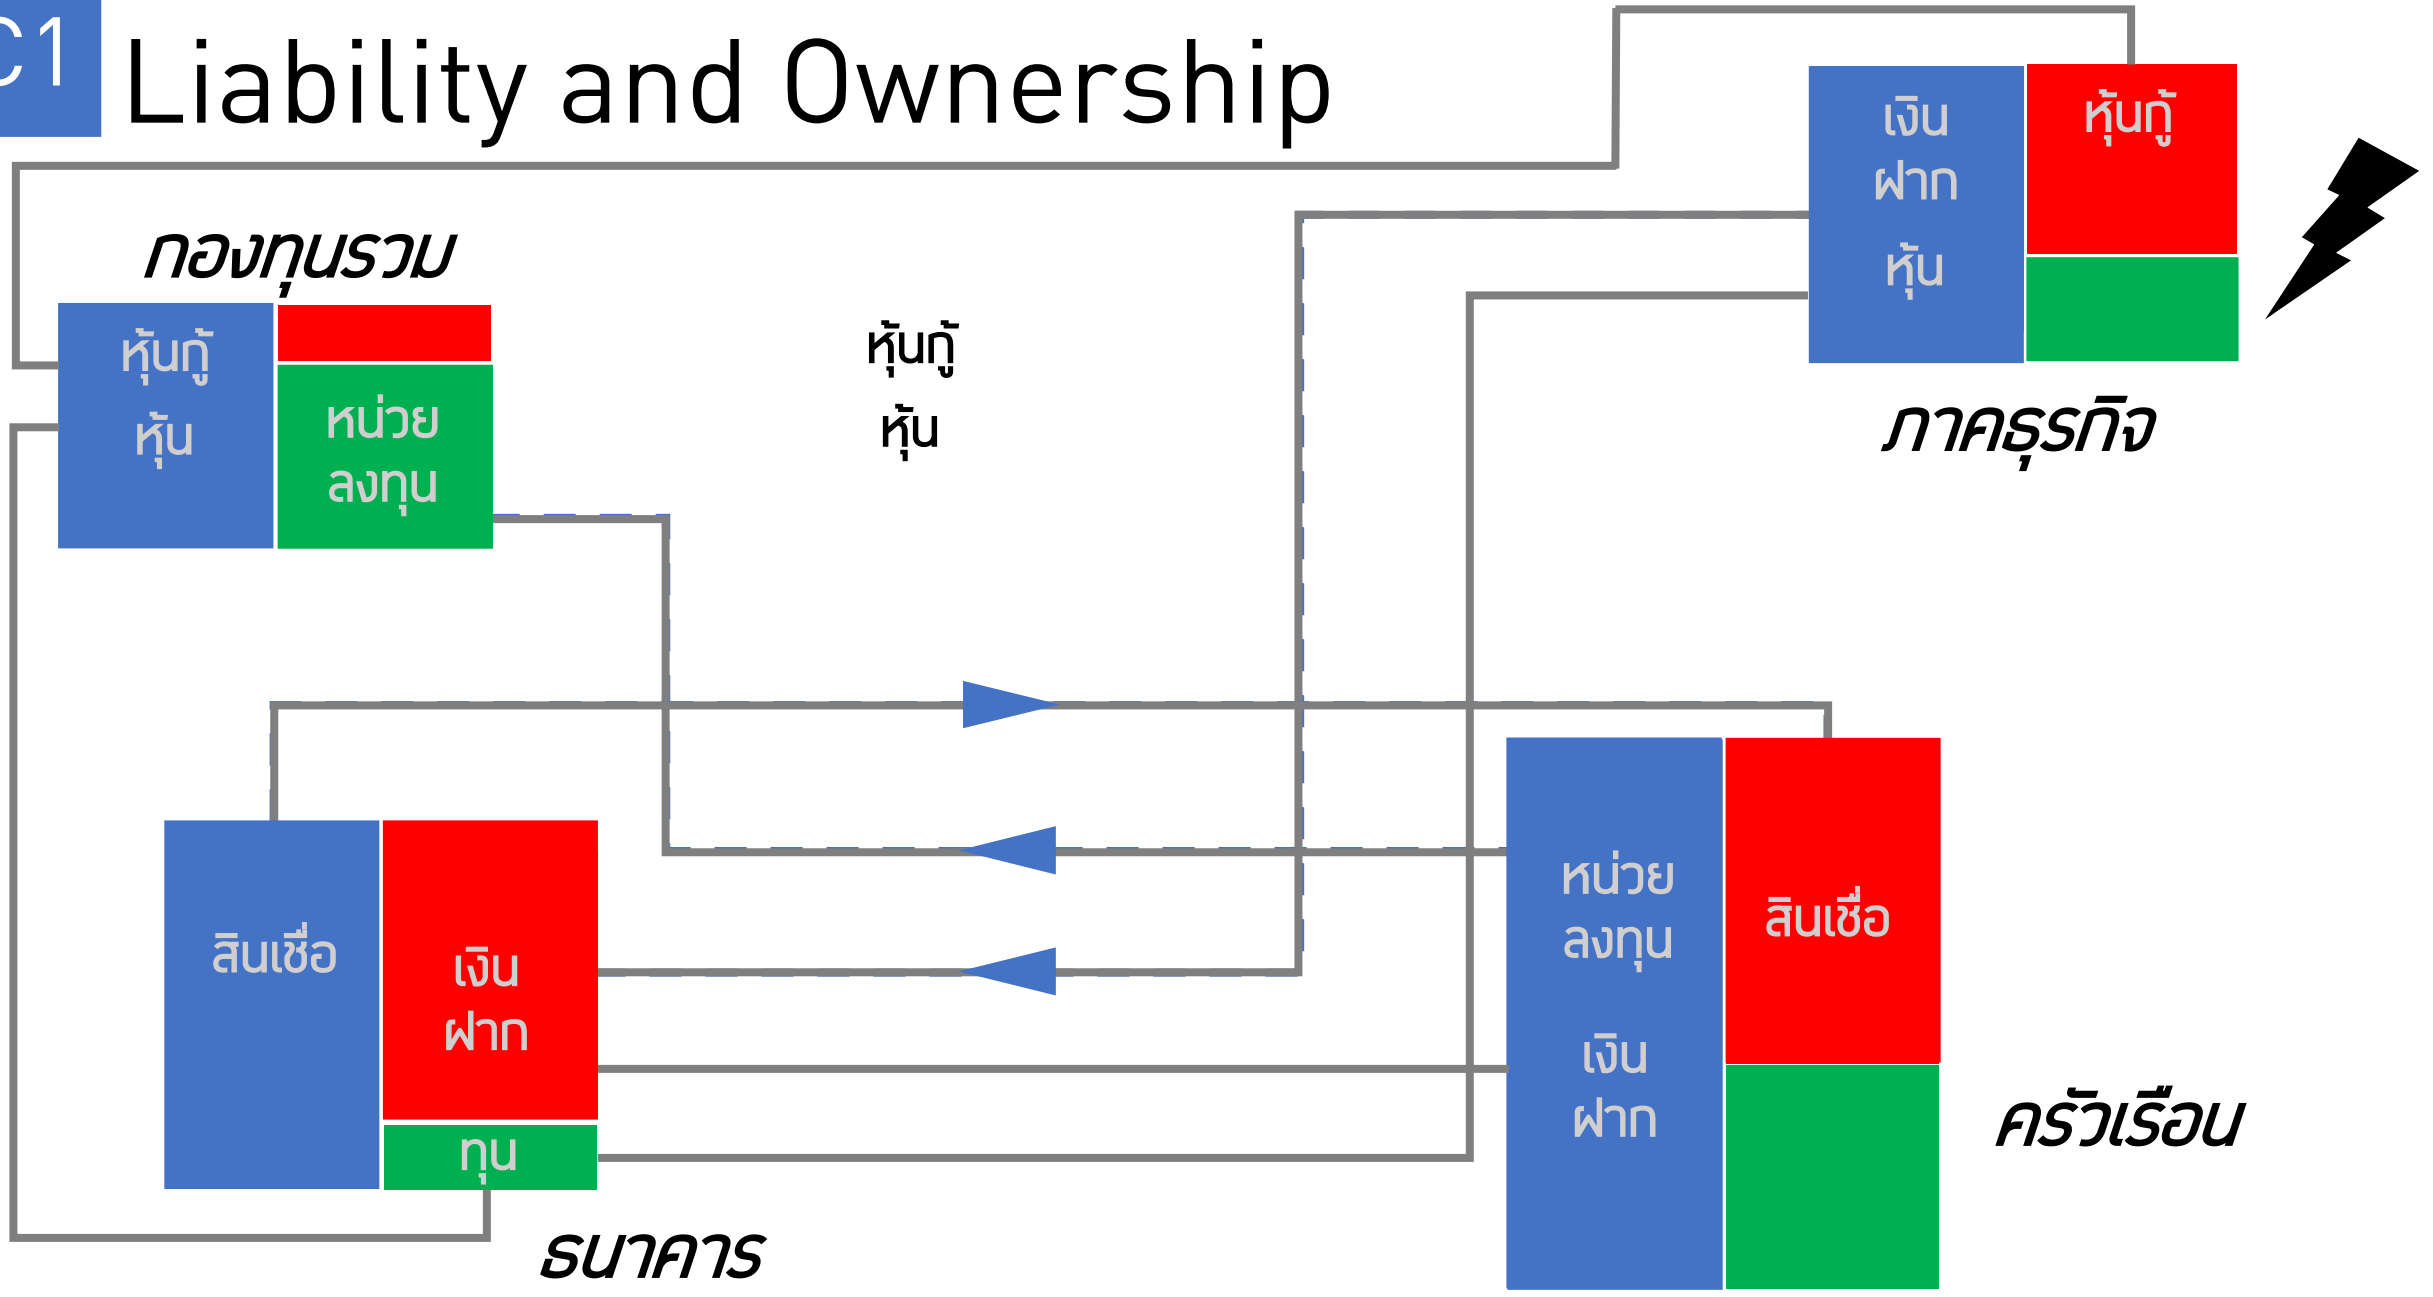 C1
Liability and Ownership
เงิน
ฝาก
หุ้น
หุ้นกู้
ภาคธุรกิจ
กองทุนรวม
หุ้นกู้
หุ้น
หน่วย
ลงทุน
หุ้นกู้
หุ้น
สินเชื่อ
เงิน
ฝาก
ทุน
ธนาคาร
หน่วย
ลงทุน
เงิน
ฝาก
สินเชื่อ
ครัวเรือน